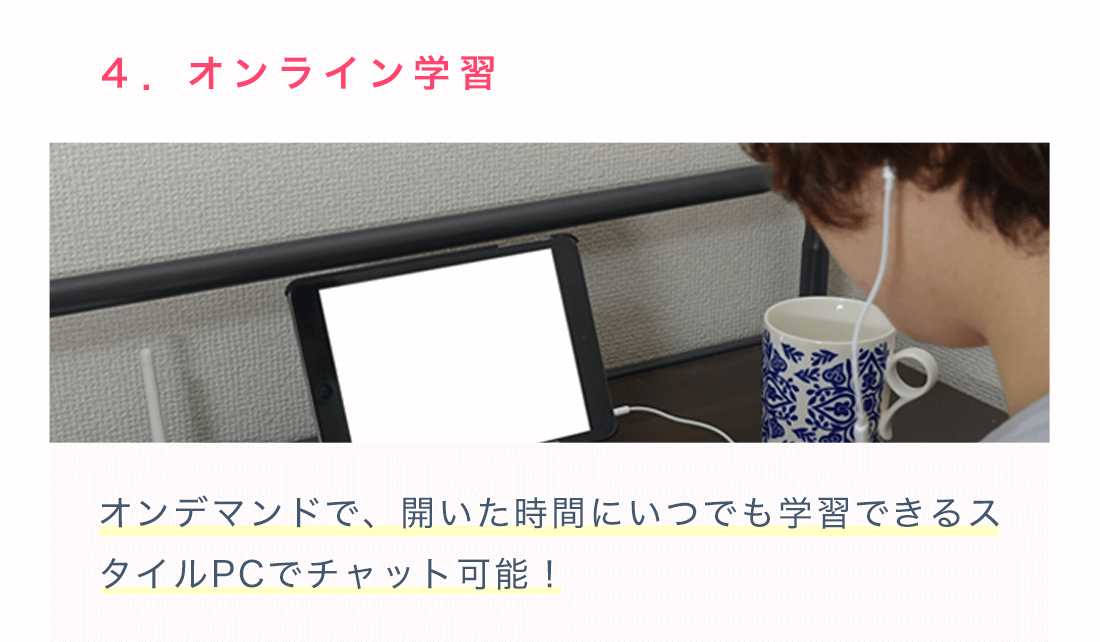 ４．オンライン学習
オンデマンドで、開いた時間にいつでも学習できるス
タイルPCでチャット可能！